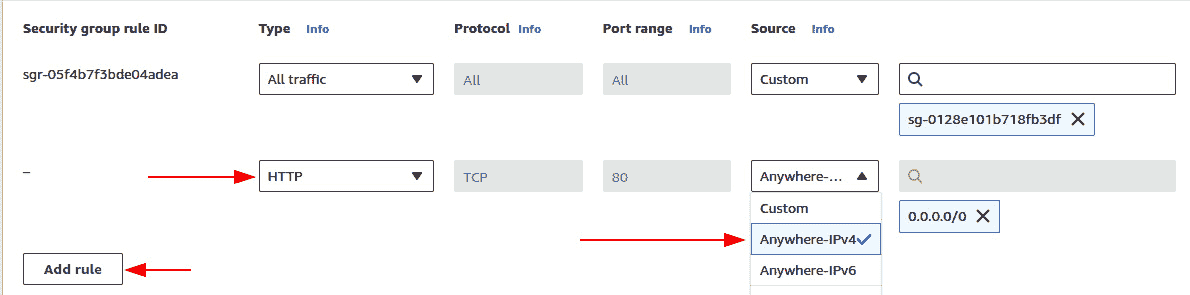 Security group rule ID Type Info Protocol Info Port range Info Source Info
sgr-05f4b7f3bde04adea All traffic All All Custom
sg-0128e101b718fb3df
– HTTP TCP 80 Anywhere-...
Custom 0.0.0.0/0
Anywhere-IPv4
Add rule Anywhere-IPv6